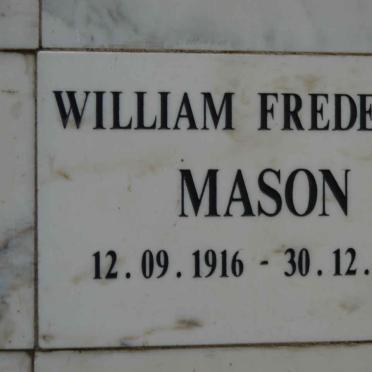 WILLIAM FREDE
MASON
12.09.1916 - 30.12.